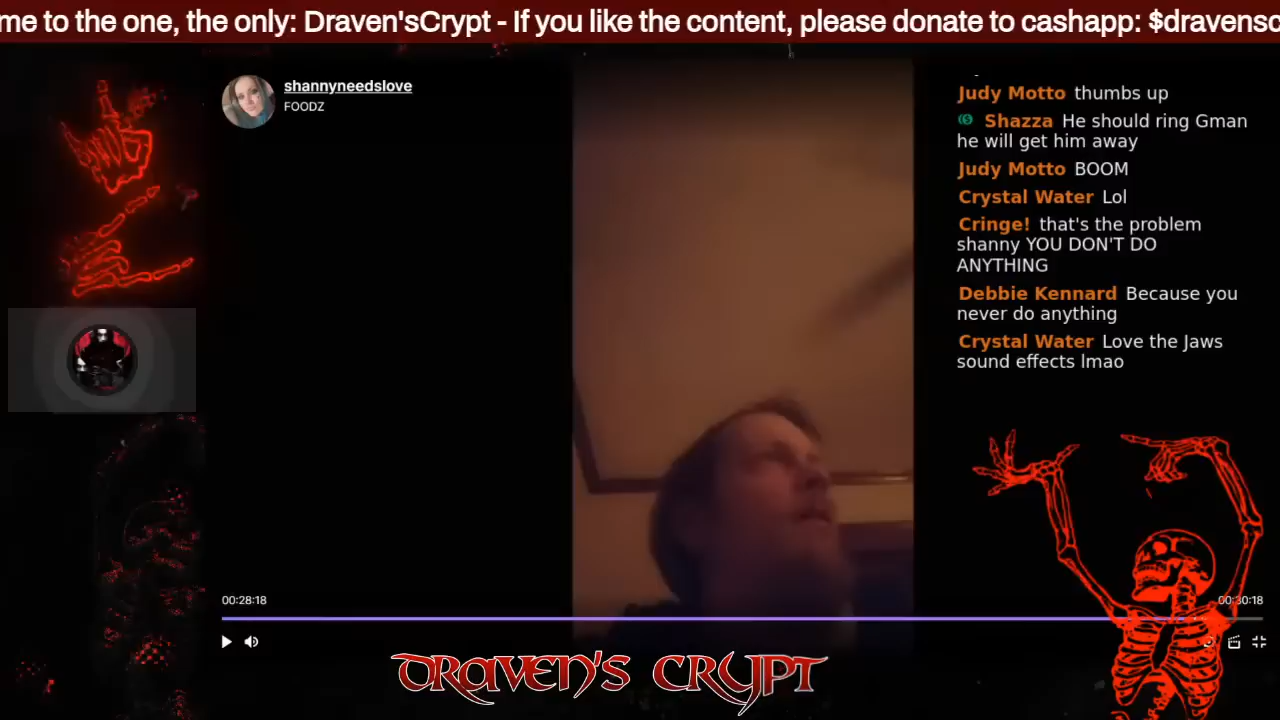 me to the one, the only: Draven'sCrypt - If you like the content, please donate to cashapp: $dravensc
shannyneedslove
FOODZ
Judy Motto thumbs up
Shazza He should ring Gman
he will get him away
Judy Motto BOOM
Crystal Water Lol
Cringe! that's the problem
shanny YOU DON'T DO
ANYTHING
Debbie Kennard Because you
never do anything
Crystal Water Love the Jaws
sound effects lmao
00:28:18
00:30:18
DRAVEN'S CRYPT